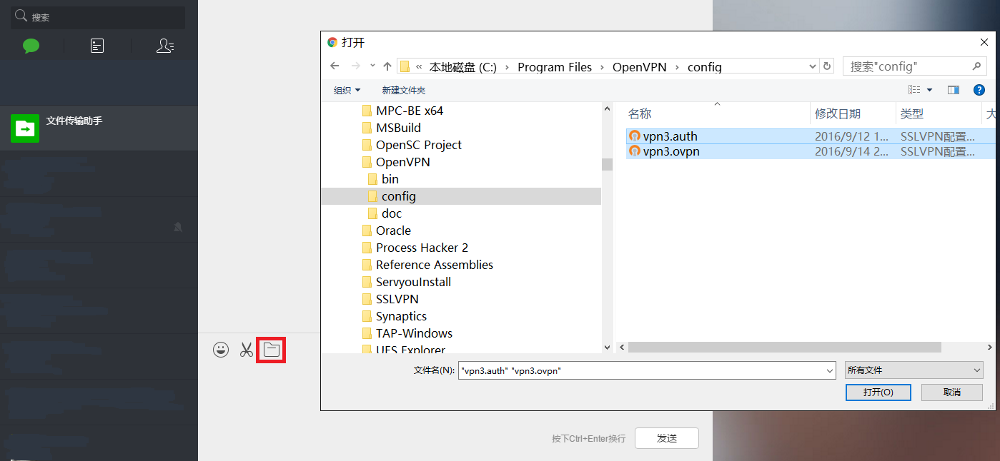 搜索
文件传输助手
打开
« 本地磁盘 (C:) › Program Files › OpenVPN › config
搜索"config"
组织
新建文件夹
MPC-BE x64
MSBuild
OpenSC Project
OpenVPN
bin
config
doc
Oracle
Process Hacker 2
Reference Assemblies
ServyouInstall
SSLVPN
Synaptics
TAP-Windows
UFS Explorer
名称 修改日期 类型 大
vpn3.auth 2016/9/12 1... SSLVPN配置...
vpn3.ovpn 2016/9/14 2... SSLVPN配置...
文件名(N): "vpn3.auth" "vpn3.ovpn" 所有文件
打开(O) 取消
按下Ctrl+Enter换行 发送